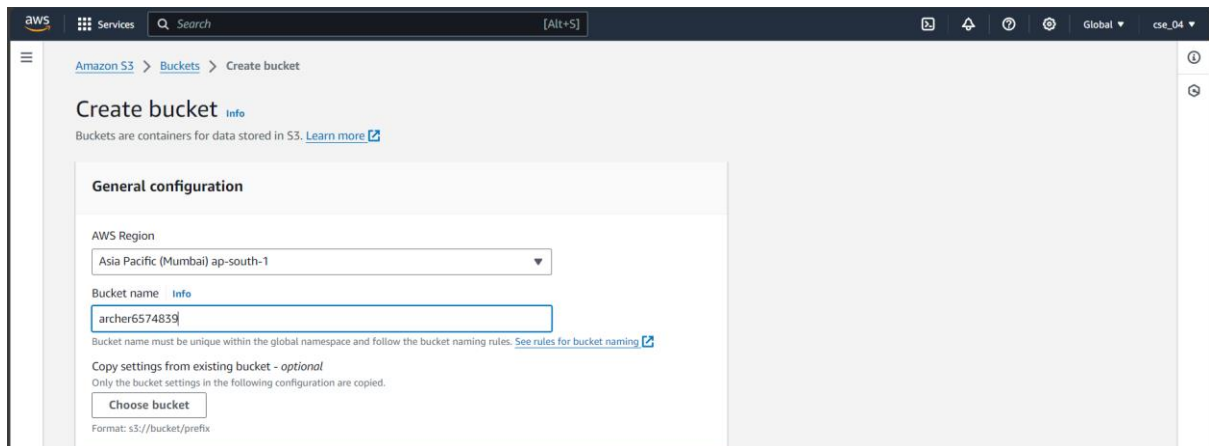 aws Services Search [Alt+S] Global cse_04
Amazon S3 > Buckets > Create bucket
Create bucket Info
Buckets are containers for data stored in S3. Learn more
General configuration
AWS Region
Asia Pacific (Mumbai) ap-south-1
Bucket name Info
archer6574839
Bucket name must be unique within the global namespace and follow the bucket naming rules. See rules for bucket naming
Copy settings from existing bucket - optional
Only the bucket settings in the following configuration are copied.
Choose bucket
Format: s3://bucket/prefix